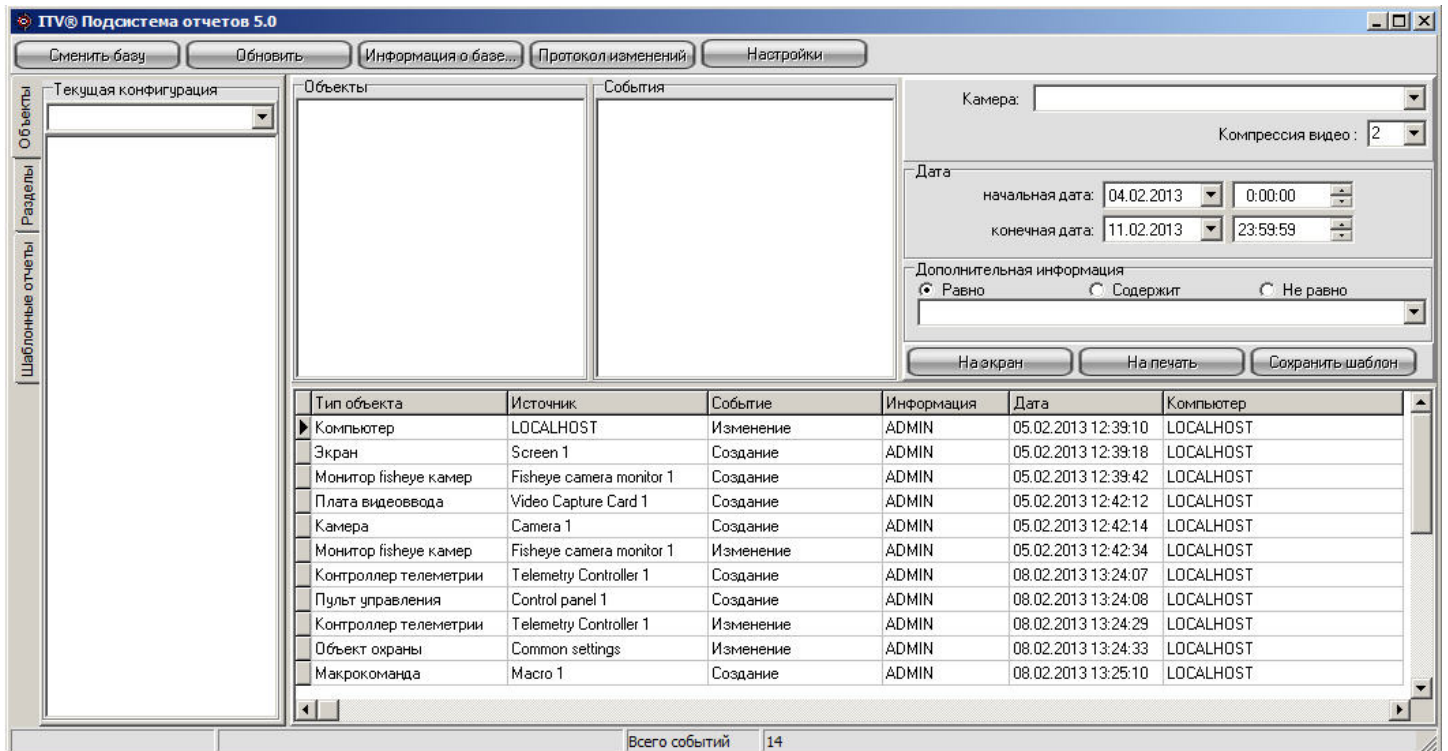 ITV® Подсистема отчетов 5.0
Сменить базу Обновить Информация о базе... Протокол изменений Настройки
Объекты
Разделы
Шаблонные отчеты
Текущая конфигурация
Объекты
События
Камера:
Компрессия видео : 2
Дата
начальная дата: 04.02.2013 0:00:00
конечная дата: 11.02.2013 23:59:59
Дополнительная информация
Равно Содержит Не равно
На экран На печать Сохранить шаблон
Тип объекта Источник Событие Информация Дата Компьютер
Компьютер LOCALHOST Изменение ADMIN 05.02.2013 12:39:10 LOCALHOST
Экран Screen 1 Создание ADMIN 05.02.2013 12:39:18 LOCALHOST
Монитор fisheye камер Fisheye camera monitor 1 Создание ADMIN 05.02.2013 12:39:42 LOCALHOST
Плата видеоввода Video Capture Card 1 Создание ADMIN 05.02.2013 12:42:12 LOCALHOST
Камера Camera 1 Создание ADMIN 05.02.2013 12:42:14 LOCALHOST
Монитор fisheye камер Fisheye camera monitor 1 Изменение ADMIN 05.02.2013 12:42:34 LOCALHOST
Контроллер телеметрии Telemetry Controller 1 Создание ADMIN 08.02.2013 13:24:07 LOCALHOST
Пульт управления Control panel 1 Создание ADMIN 08.02.2013 13:24:08 LOCALHOST
Контроллер телеметрии Telemetry Controller 1 Изменение ADMIN 08.02.2013 13:24:29 LOCALHOST
Объект охраны Common settings Изменение ADMIN 08.02.2013 13:24:33 LOCALHOST
Макрокоманда Macro 1 Создание ADMIN 08.02.2013 13:25:10 LOCALHOST
Всего событий 14